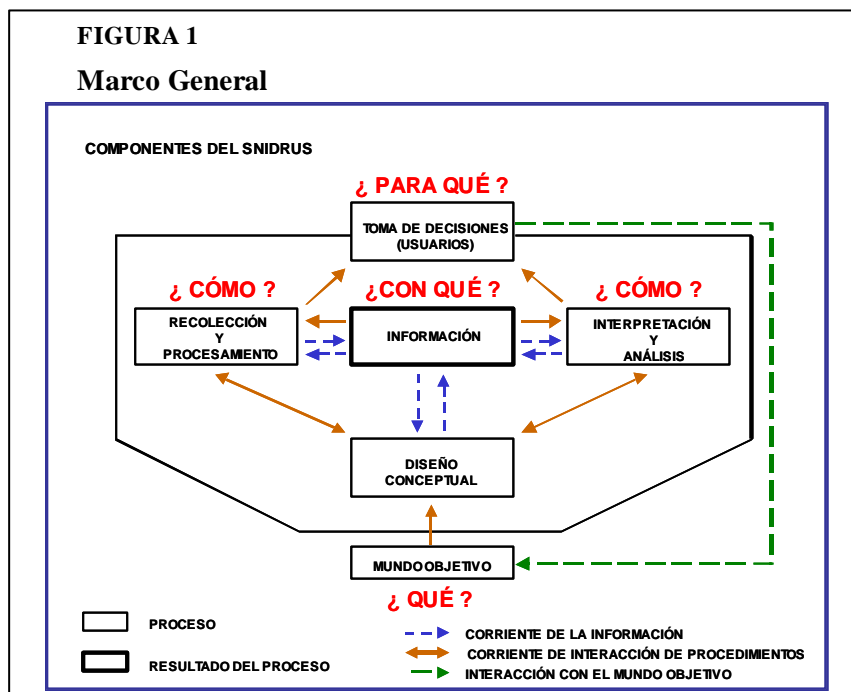 FIGURA 1
Marco General
COMPONENTES DEL SNIDRUS
¿ PARA QUÉ ?
TOMA DE DECISIONES
(USUARIOS)
¿ CÓMO ?
¿CON QUÉ ?
¿ CÓMO ?
RECOLECCIÓN
Y
PROCESAMIENTO
INFORMACIÓN
INTERPRETACIÓN
Y
ANÁLISIS
DISEÑO
CONCEPTUAL
MUNDO OBJETIVO
¿ QUÉ ?
PROCESO
RESULTADO DEL PROCESO
CORRIENTE DE LA INFORMACIÓN
CORRIENTE DE INTERACCIÓN DE PROCEDIMIENTOS
INTERACCIÓN CON EL MUNDO OBJETIVO